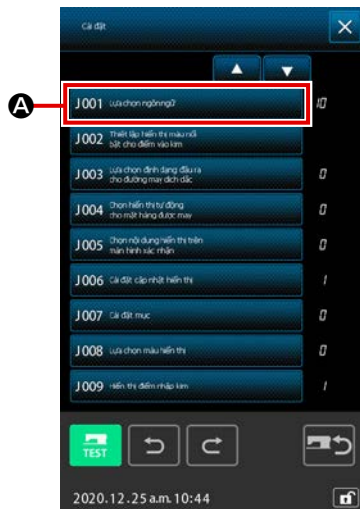 Cài đặt
A
J001 Lựa chọn ngôn ngữ 10
J002 Thiết lập hiển thị màu nổi
bật cho điểm vào kim
J003 Lựa chọn định dạng đầu ra
cho đường may dích dắc 0
J004 Chọn hiển thị tự động
cho mặt hàng được may 0
J005 Chọn nội dung hiển thị trên
màn hình xác nhận 0
J006 Cài đặt cập nhật hiển thị 1
J007 Cài đặt mục 0
J008 Lựa chọn màu hiển thị 0
J009 Hiển thị điểm nhập kim 1
TEST
2020.12.25 a.m. 10:44